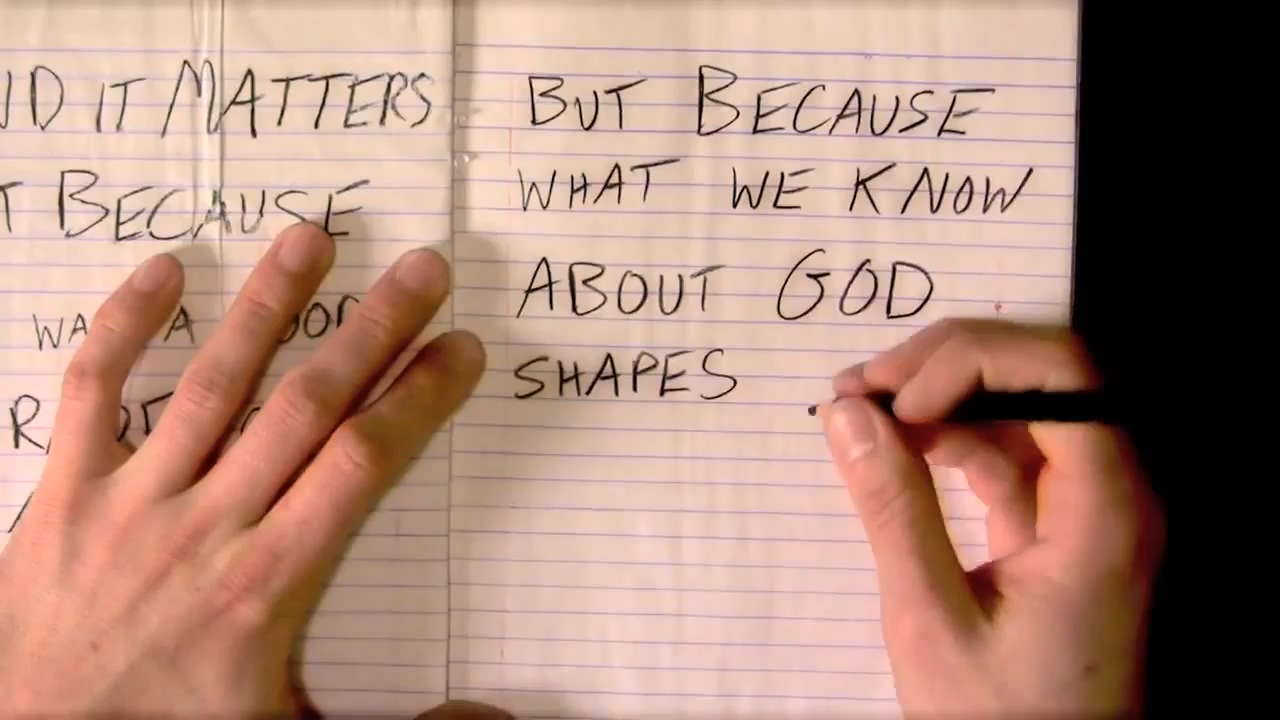 IT MATTERS
BECAUSE
A
BUT BECAUSE
WHAT WE KNOW
ABOUT GOD
SHAPES